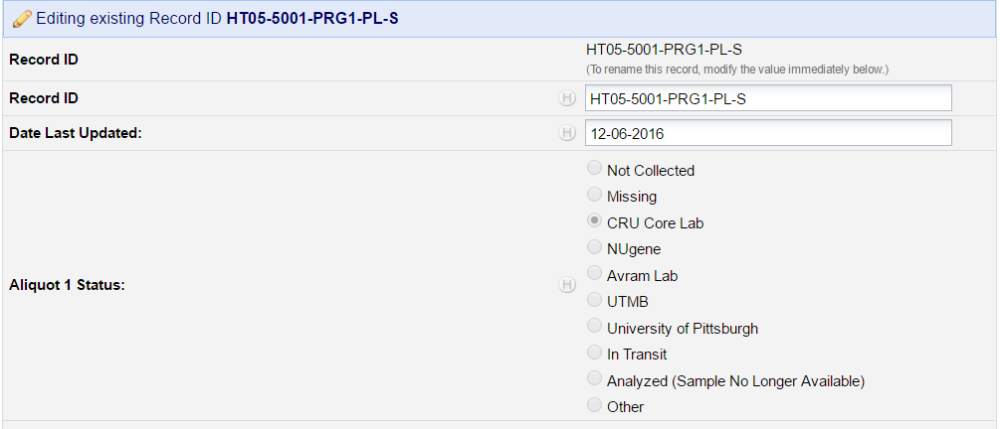 Editing existing Record ID HT05-5001-PRG1-PL-S
Record ID
HT05-5001-PRG1-PL-S
(To rename this record, modify the value immediately below.)
Record ID
H
HT05-5001-PRG1-PL-S
Date Last Updated:
H
12-06-2016
Aliquot 1 Status:
H
Not Collected
Missing
CRU Core Lab
NUgene
Avram Lab
UTMB
University of Pittsburgh
In Transit
Analyzed (Sample No Longer Available)
Other